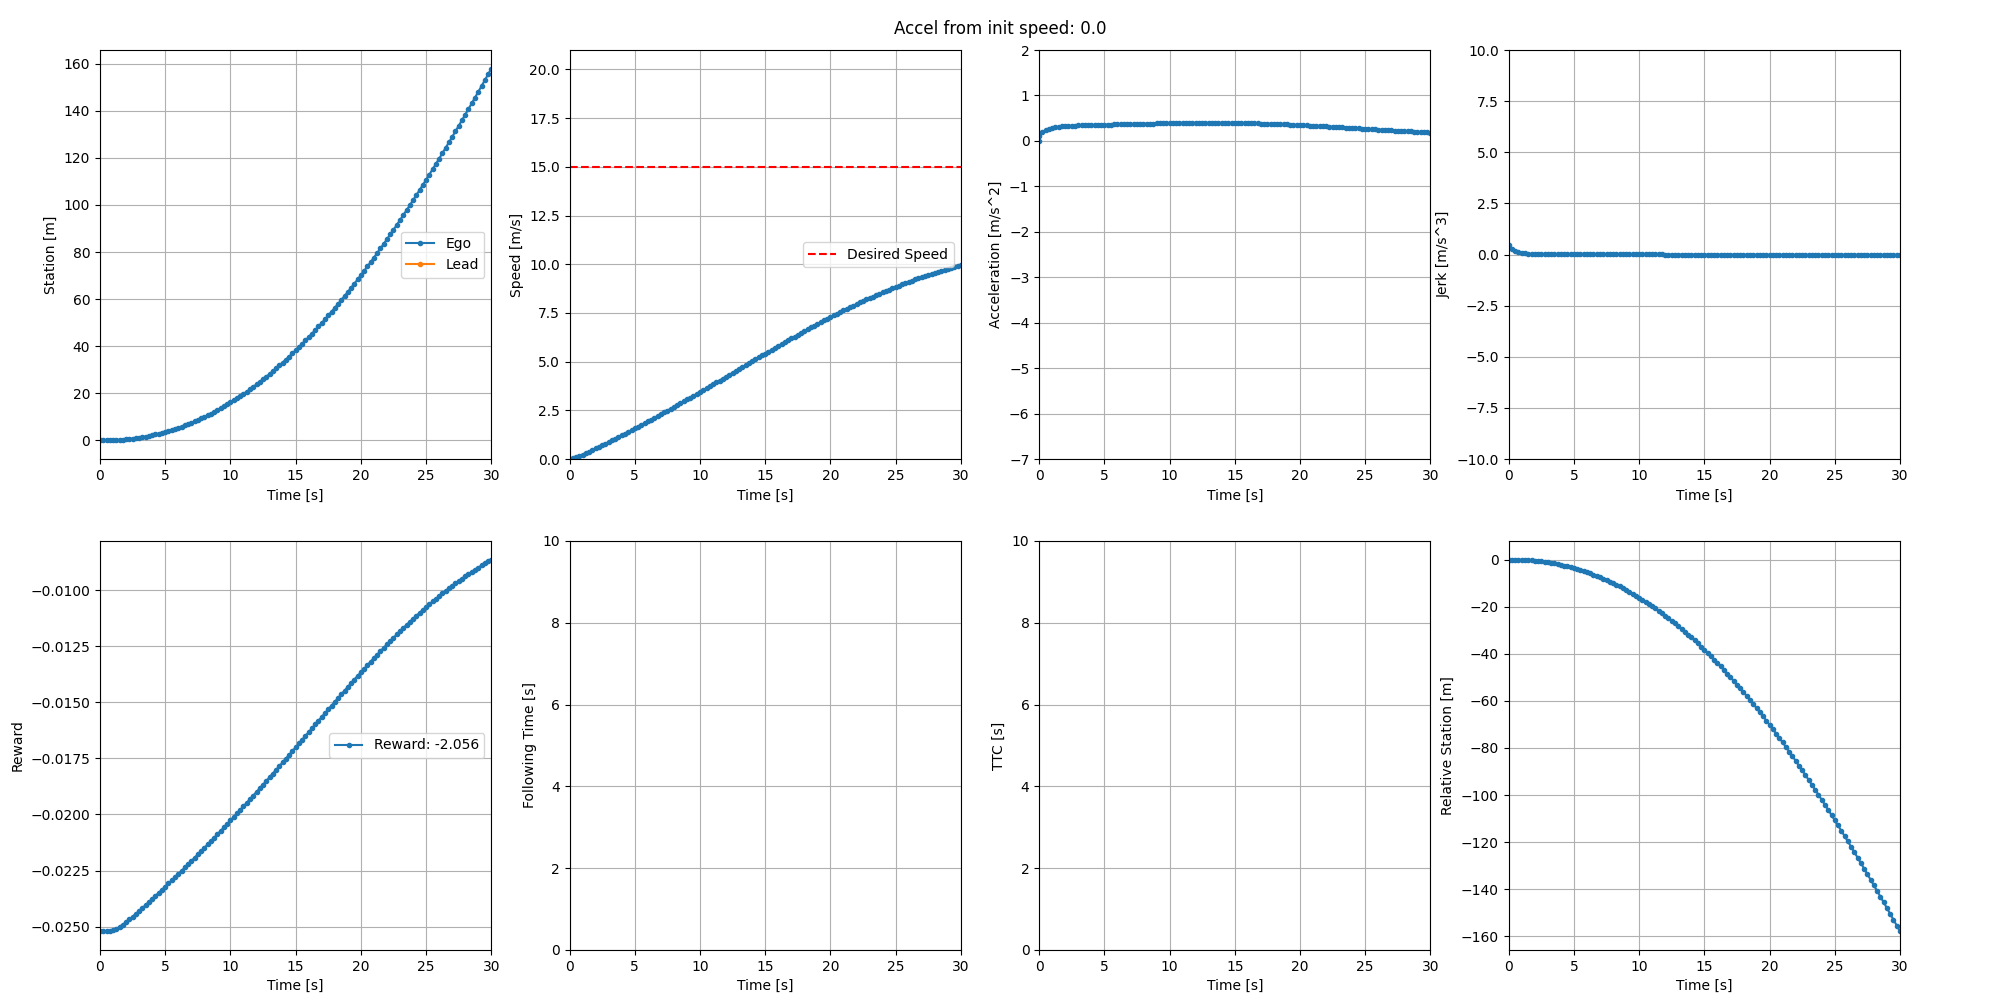 Accel from init speed: 0.0
160
140
120
100
80
60
40
20
0
Station [m]
Ego
Lead
0 5 10 15 20 25 30
Time [s]
20.0
17.5
15.0
12.5
10.0
7.5
5.0
2.5
0.0
Speed [m/s]
Desired Speed
0 5 10 15 20 25 30
Time [s]
2
1
0
−1
−2
−3
−4
−5
−6
−7
Acceleration [m/s^2]
0 5 10 15 20 25 30
Time [s]
10.0
7.5
5.0
2.5
0.0
−2.5
−5.0
−7.5
−10.0
Jerk [m/s^3]
0 5 10 15 20 25 30
Time [s]
−0.0100
−0.0125
−0.0150
−0.0175
−0.0200
−0.0225
−0.0250
Reward
Reward: -2.056
0 5 10 15 20 25 30
Time [s]
10
8
6
4
2
0
Following Time [s]
0 5 10 15 20 25 30
Time [s]
10
8
6
4
2
0
TTC [s]
0 5 10 15 20 25 30
Time [s]
0
−20
−40
−60
−80
−100
−120
−140
−160
Relative Station [m]
0 5 10 15 20 25 30
Time [s]